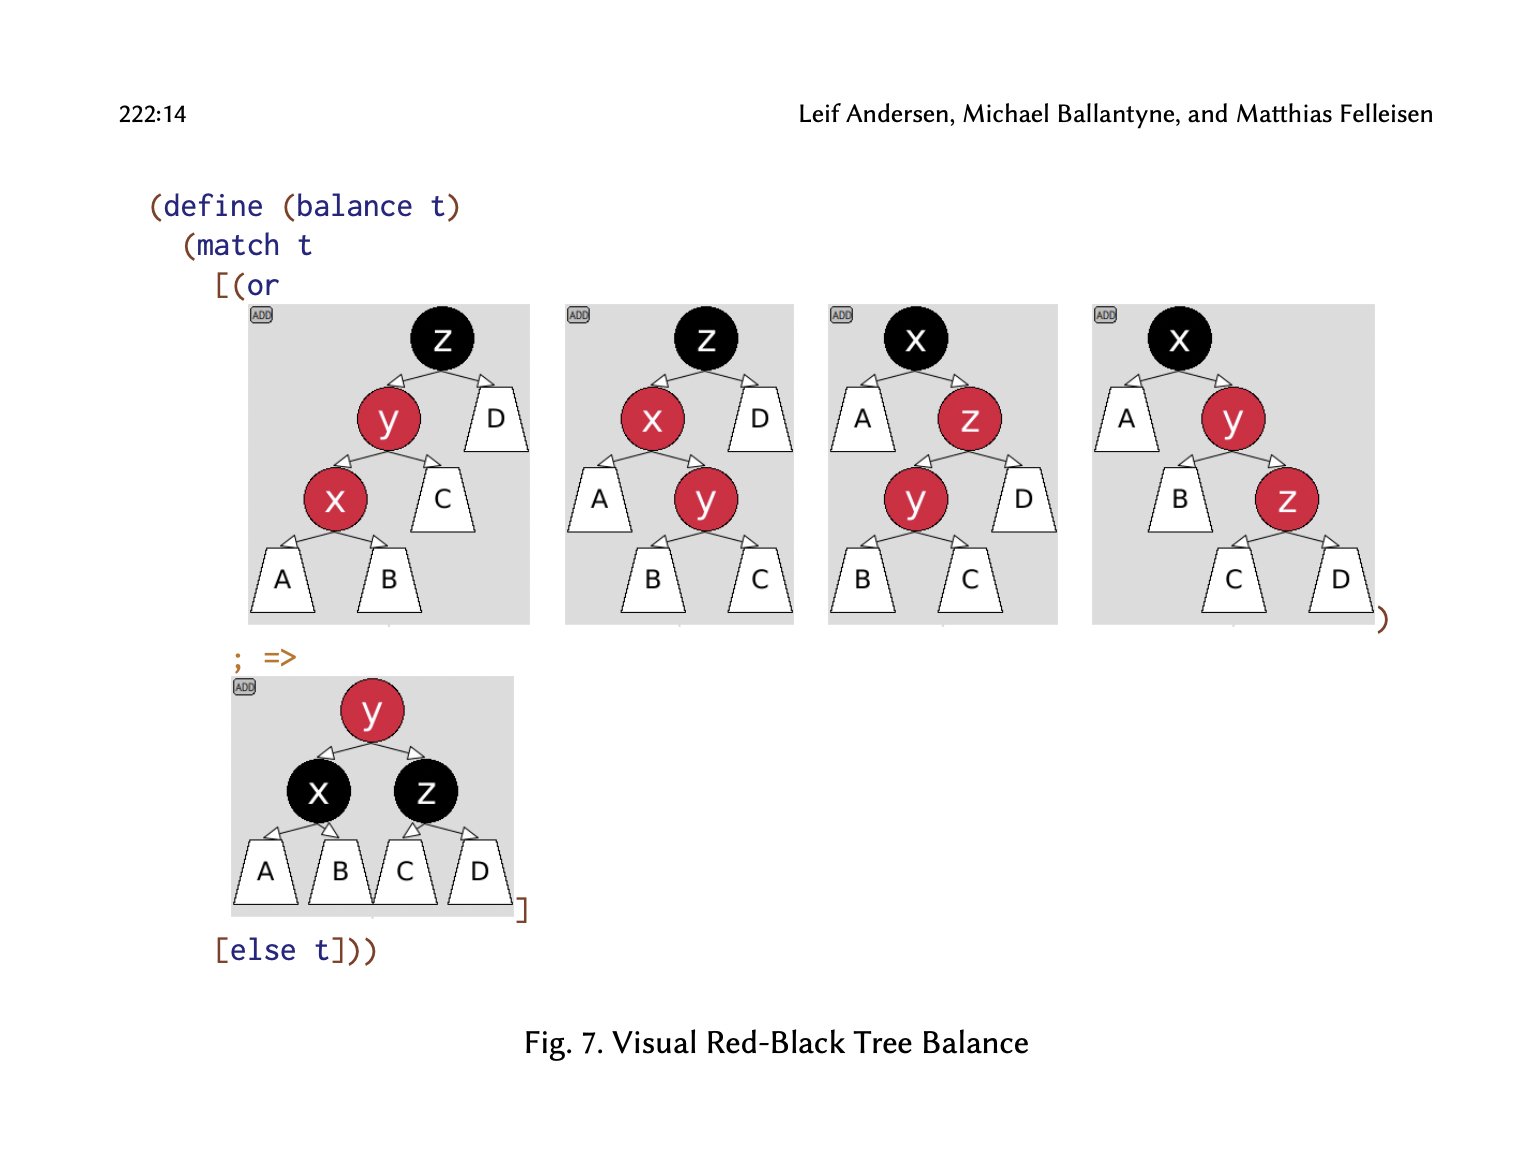 222:14 Leif Andersen, Michael Ballantyne, and Matthias Felleisen
(define (balance t)
(match t
[(or
ADD ADD ADD ADD
z z x x
y D x D A z A y
x C A y y D B z
A B B C B C C D
)
; =>
ADD
y
x z
A B C D
]
[else t]))
Fig. 7. Visual Red-Black Tree Balance